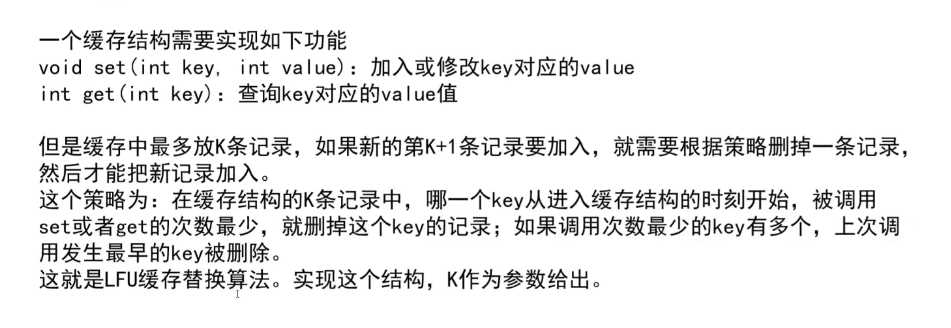 一个缓存结构需要实现如下功能
void set(int key, int value)：加入或修改key对应的value
int get(int key)：查询key对应的value值
但是缓存中最多放K条记录，如果新的第K+1条记录要加入，就需要根据策略删掉一条记录，
然后才能把新记录加入。
这个策略为：在缓存结构的K条记录中，哪一个key从进入缓存结构的时刻开始，被调用
set或者get的次数最少，就删掉这个key的记录；如果调用次数最少的key有多个，上次调
用发生最早的key被删除。
这就是LFU缓存替换算法。实现这个结构，K作为参数给出。